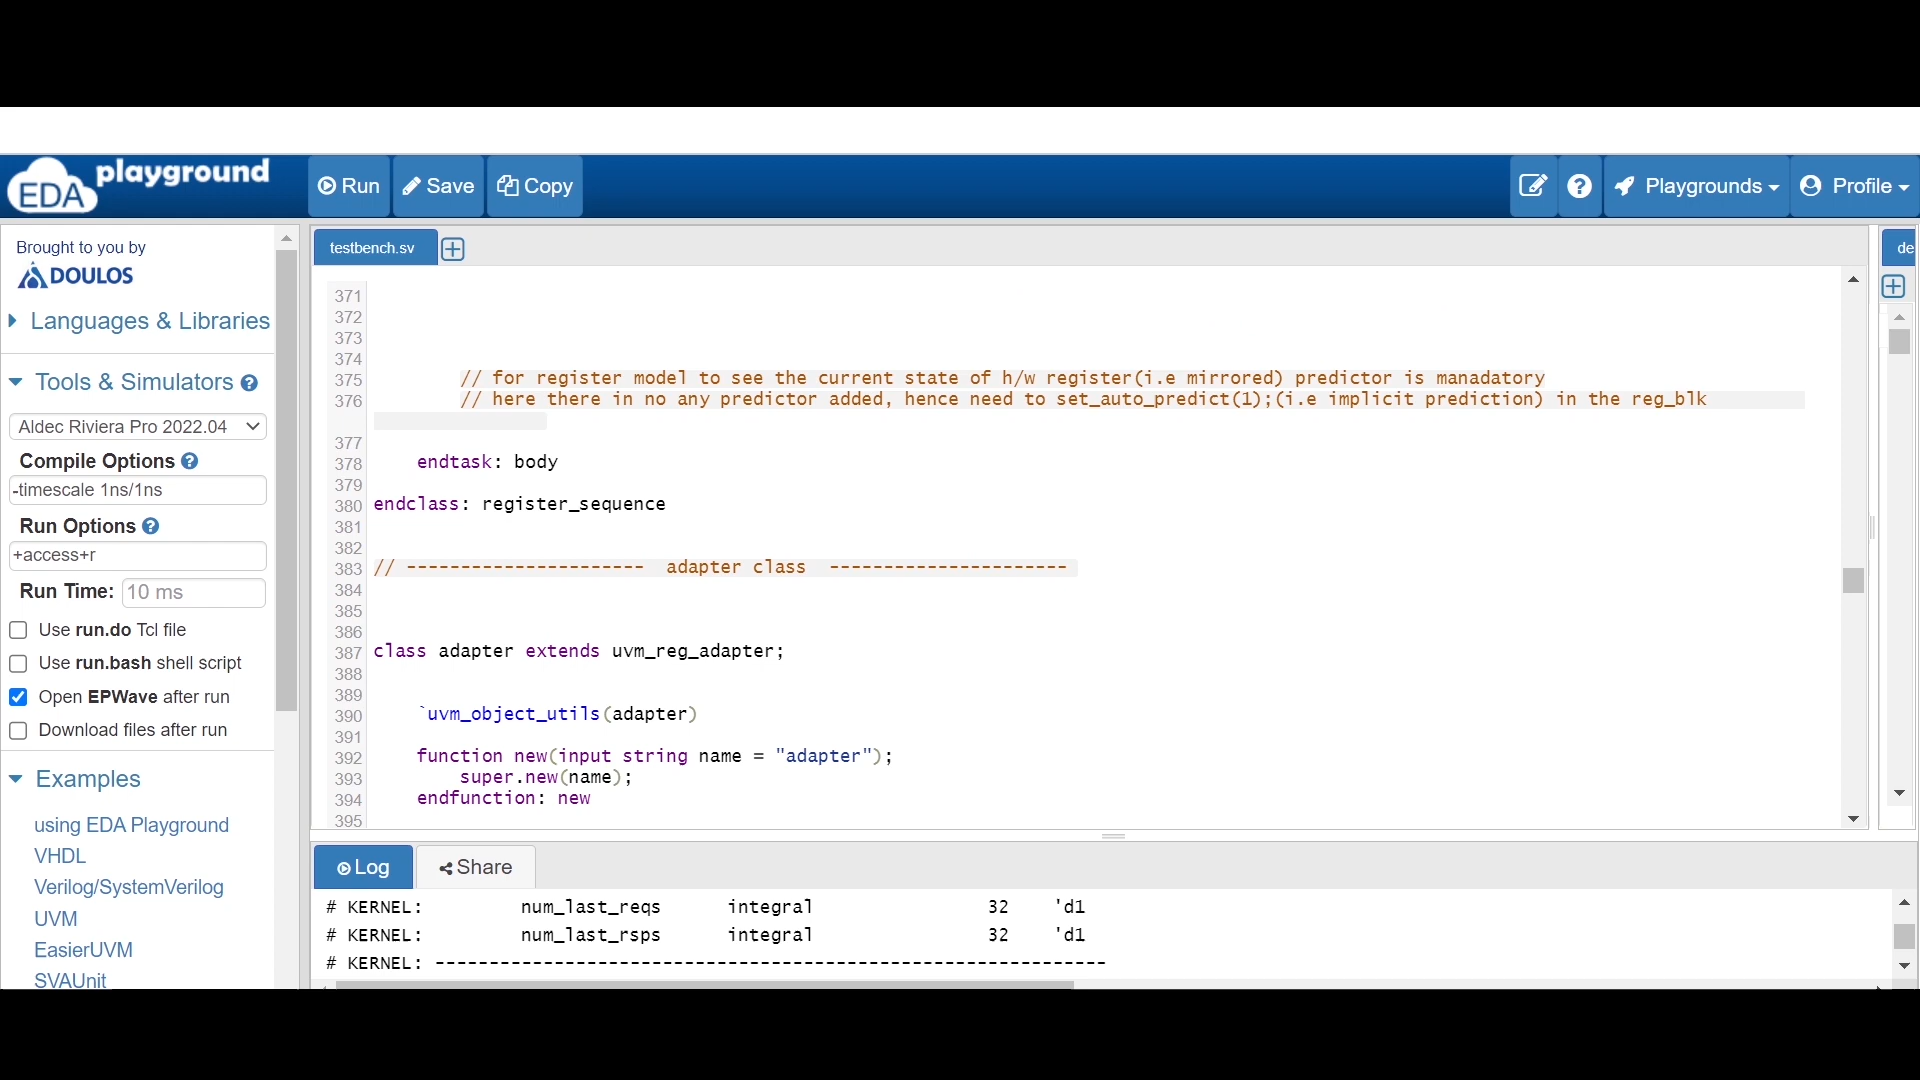 EDA playground
Run
Save
Copy
Playgrounds
Profile
Brought to you by
DOULOS
Languages & Libraries
Tools & Simulators
Aldec Riviera Pro 2022.04
Compile Options
-timescale 1ns/1ns
Run Options
+access+r
Run Time: 10 ms
Use run.do Tcl file
Use run.bash shell script
Open EPWave after run
Download files after run
Examples
using EDA Playground
VHDL
Verilog/SystemVerilog
UVM
EasierUVM
SVAUnit
testbench.sv
de
371
372
373
374
375 // for register model to see the current state of h/w register(i.e mirrored) predictor is manadatory
376 // here there in no any predictor added, hence need to set_auto_predict(1);(i.e implicit prediction) in the reg_blk
377
378 endtask: body
379
380 endclass: register_sequence
381
382
383 // ---------------------- adapter class ----------------------
384
385
386
387 class adapter extends uvm_reg_adapter;
388
389
390 `uvm_object_utils(adapter)
391
392 function new(input string name = "adapter");
393 super.new(name);
394 endfunction: new
395
Log
Share
# KERNEL: num_last_reqs integral 32 'd1
# KERNEL: num_last_rsps integral 32 'd1
# KERNEL: --------------------------------------------------------------